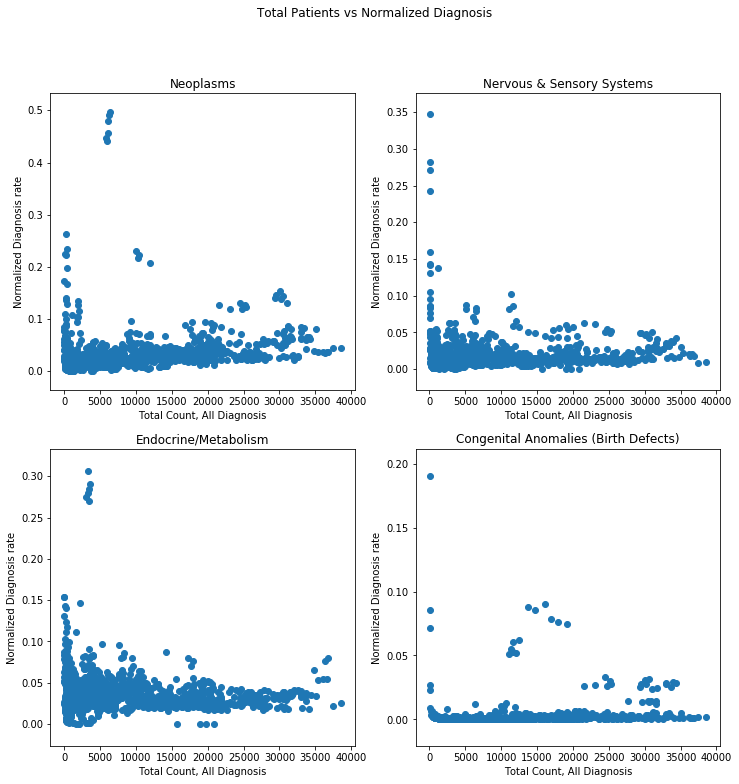 Total Patients vs Normalized Diagnosis
Neoplasms
Normalized Diagnosis rate
0.5
0.4
0.3
0.2
0.1
0.0
0 5000 10000 15000 20000 25000 30000 35000 40000
Total Count, All Diagnosis
Nervous & Sensory Systems
Normalized Diagnosis rate
0.35
0.30
0.25
0.20
0.15
0.10
0.05
0.00
0 5000 10000 15000 20000 25000 30000 35000 40000
Total Count, All Diagnosis
Endocrine/Metabolism
Normalized Diagnosis rate
0.30
0.25
0.20
0.15
0.10
0.05
0.00
0 5000 10000 15000 20000 25000 30000 35000 40000
Total Count, All Diagnosis
Congenital Anomalies (Birth Defects)
Normalized Diagnosis rate
0.20
0.15
0.10
0.05
0.00
0 5000 10000 15000 20000 25000 30000 35000 40000
Total Count, All Diagnosis